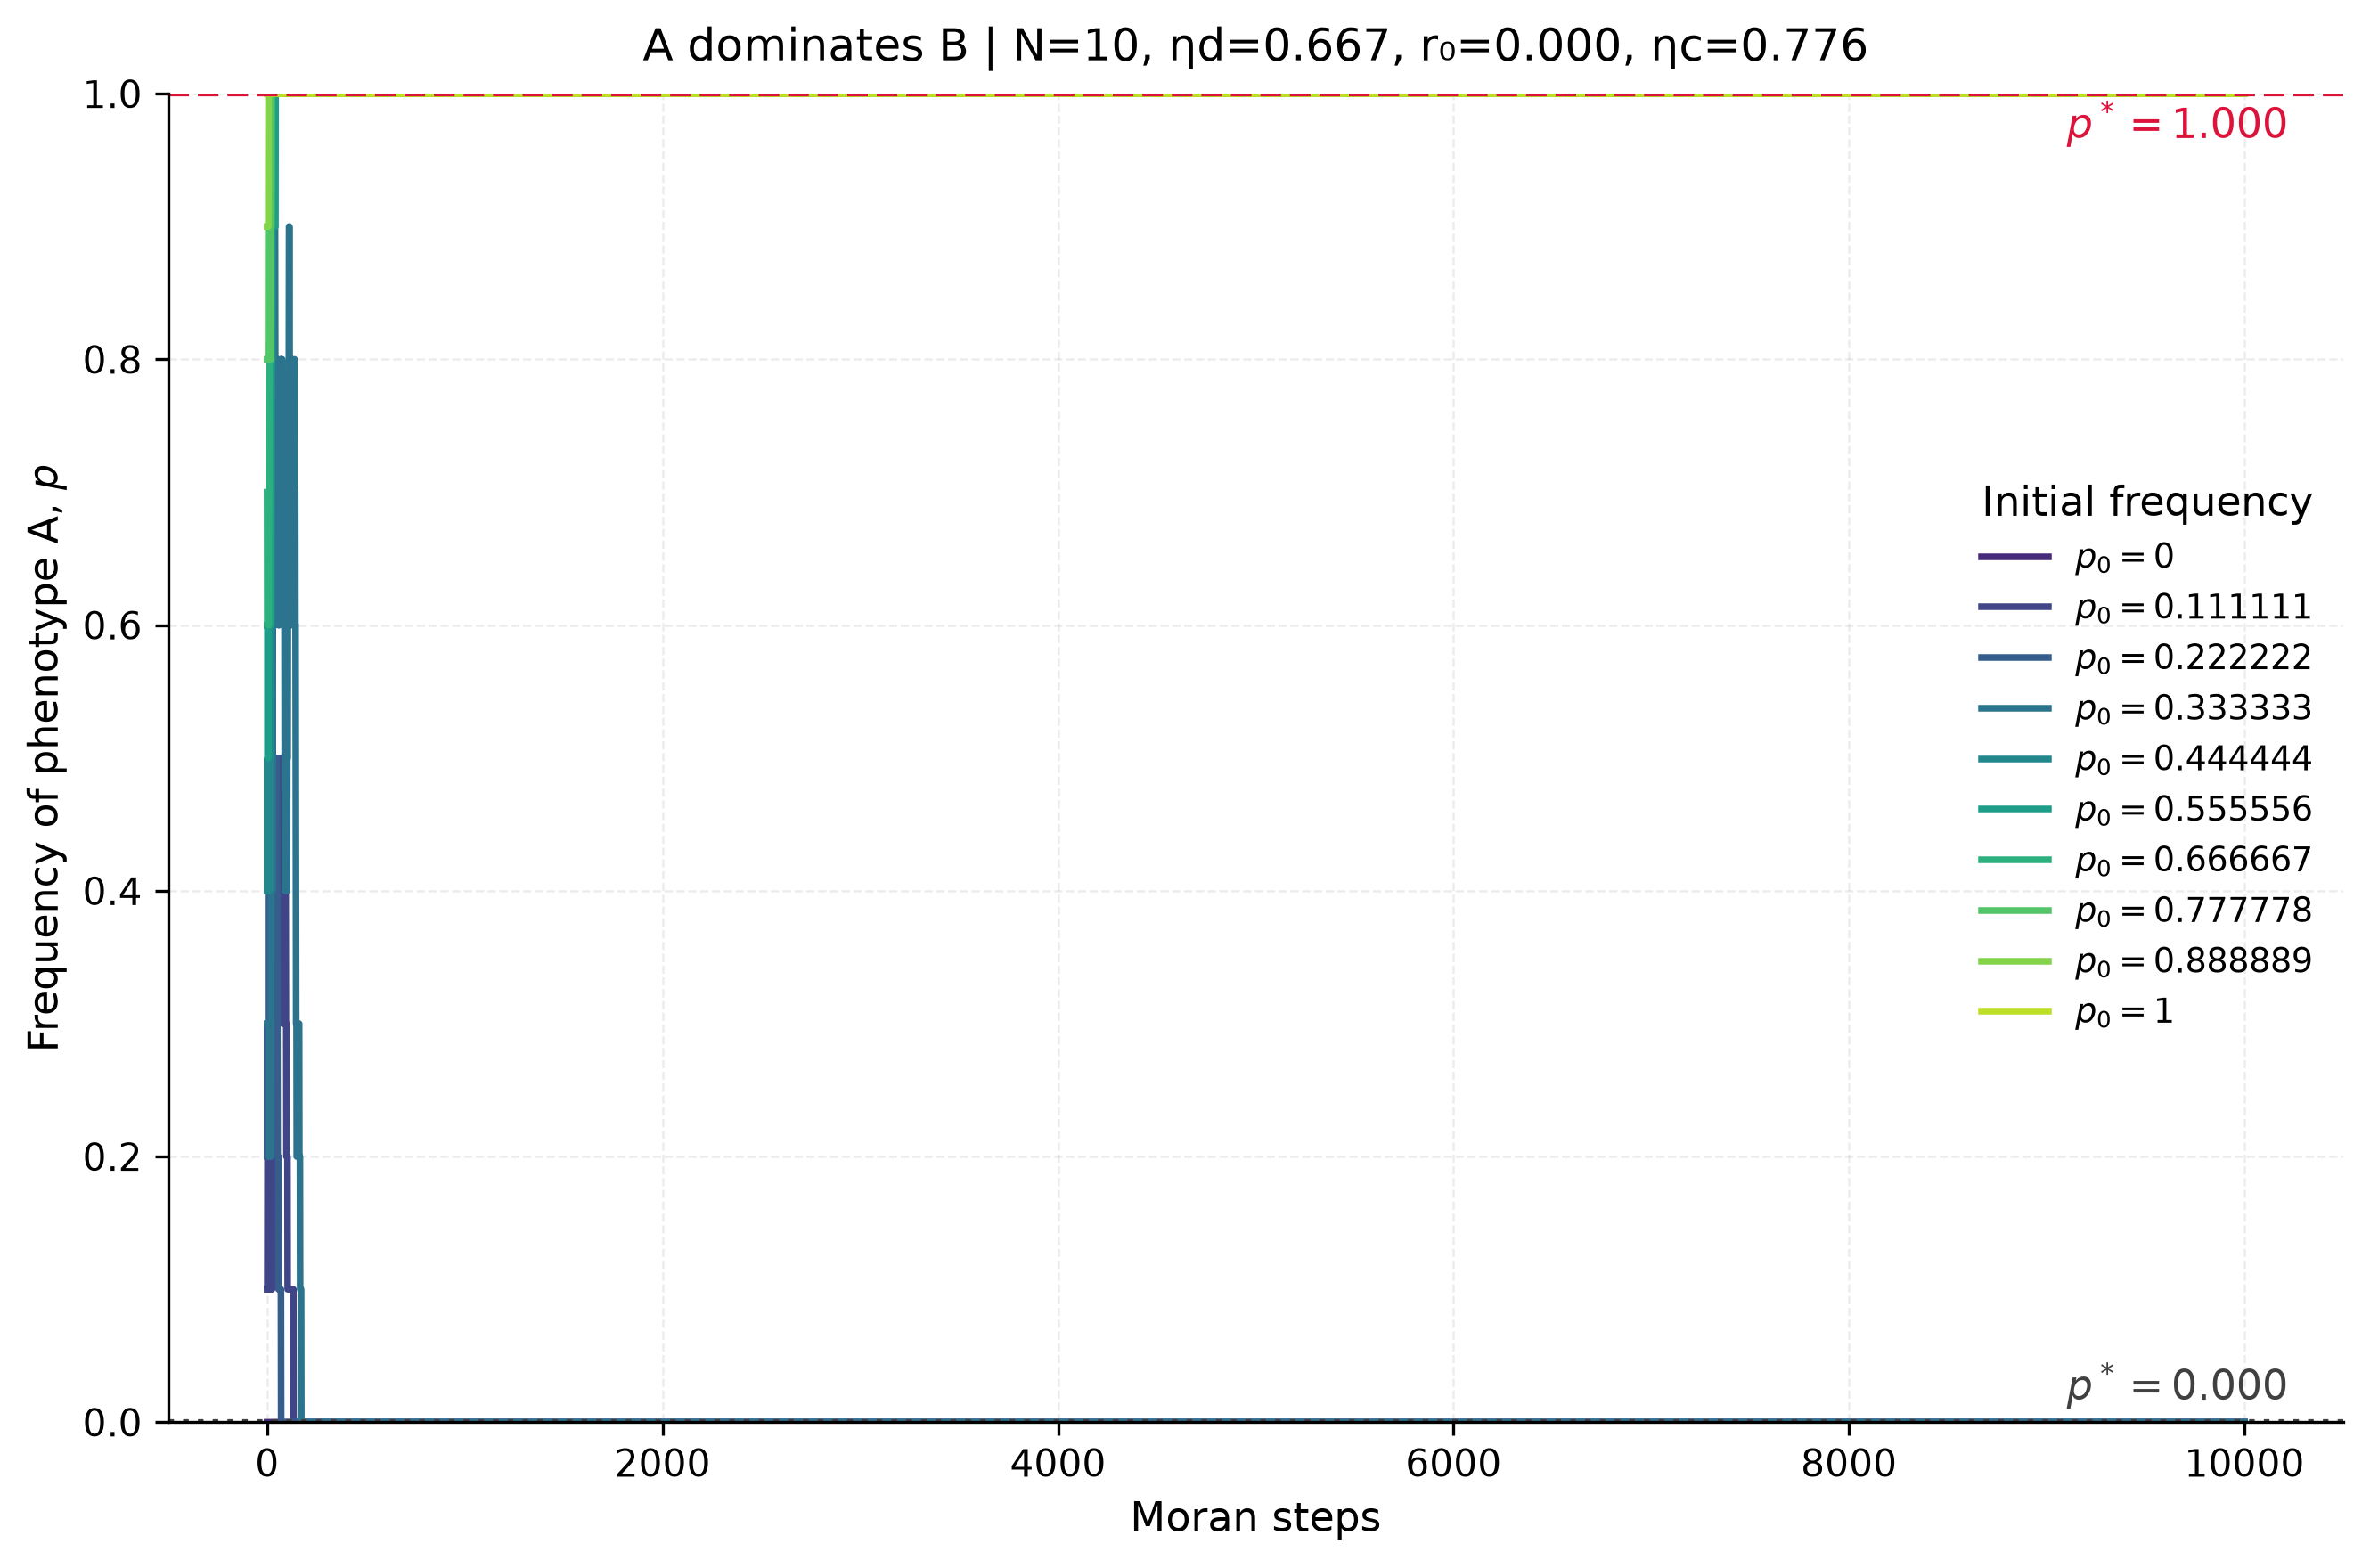 A dominates B | N=10, ηd=0.667, r₀=0.000, ηc=0.776
1.0
0.8
0.6
0.4
0.2
0.0
Frequency of phenotype A, p
p* = 1.000
Initial frequency
p₀ = 0
p₀ = 0.111111
p₀ = 0.222222
p₀ = 0.333333
p₀ = 0.444444
p₀ = 0.555556
p₀ = 0.666667
p₀ = 0.777778
p₀ = 0.888889
p₀ = 1
p* = 0.000
0 2000 4000 6000 8000 10000
Moran steps